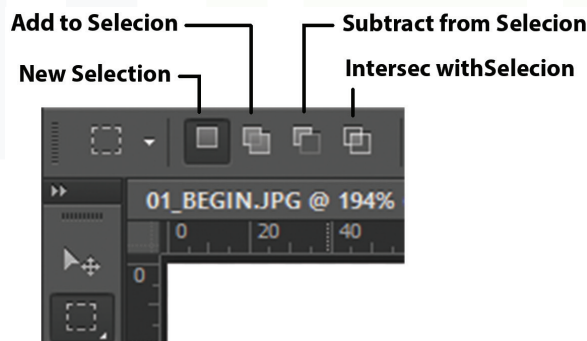 Add to Selecion
Subtract from Selecion
New Selection
Intersec withSelecion
01_BEGIN.JPG @ 194%
0 20 40
0